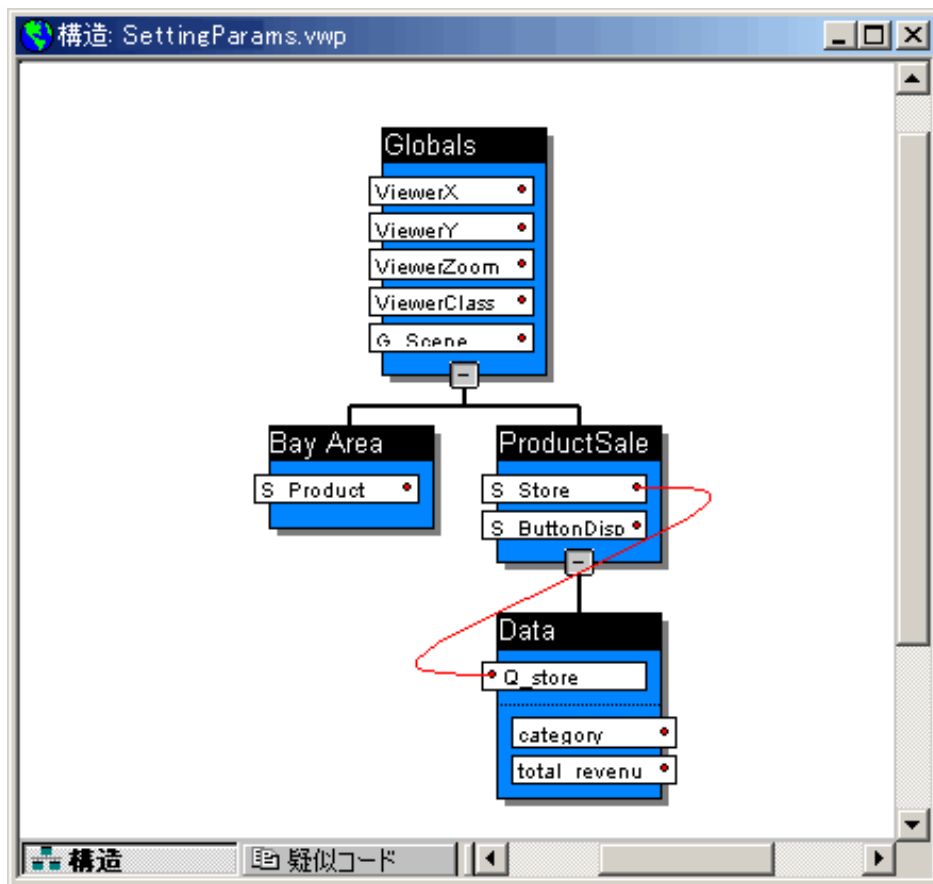 構造: SettingParams.vwp
Globals
ViewerX
ViewerY
ViewerZoom
ViewerClass
G_Scene
Bay Area
S_Product
ProductSale
S_Store
S_ButtonDisp
Data
Q_store
category
total_revenu
構造
疑似コード